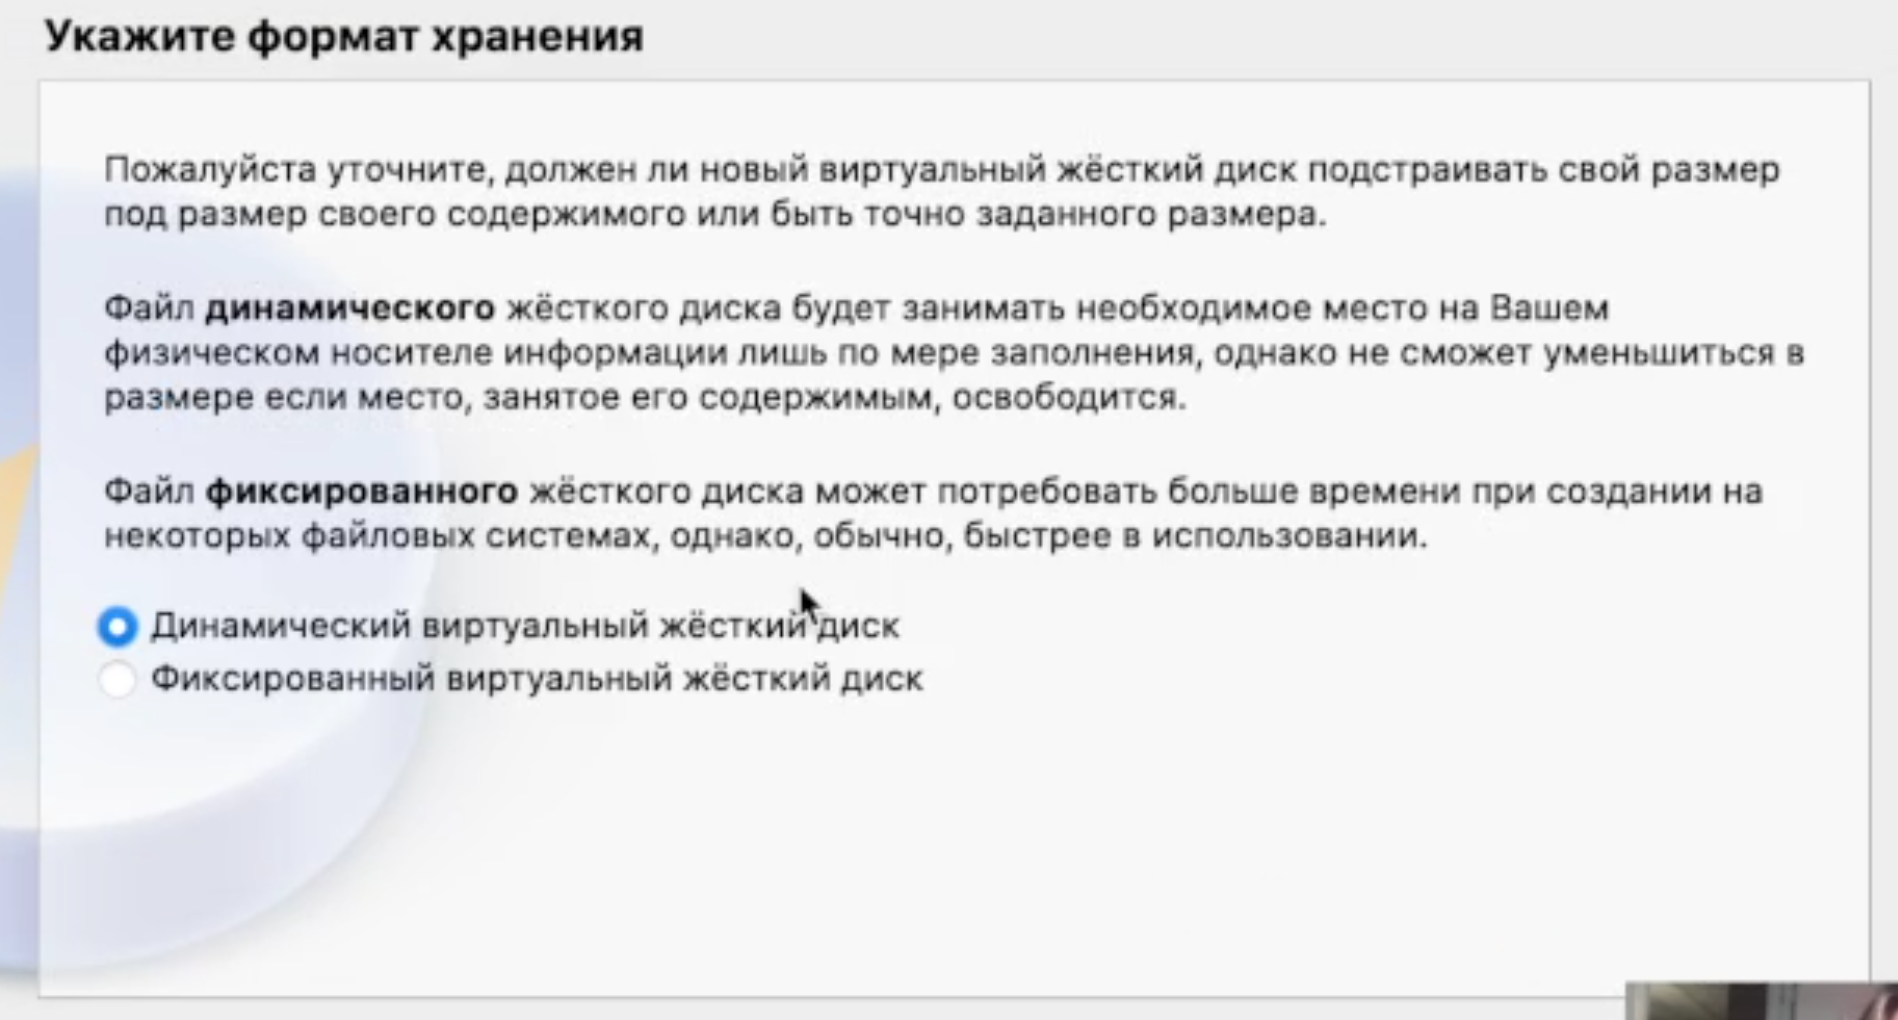 Укажите формат хранения
Пожалуйста уточните, должен ли новый виртуальный жёсткий диск подстраивать свой размер
под размер своего содержимого или быть точно заданного размера.
Файл динамического жёсткого диска будет занимать необходимое место на Вашем
физическом носителе информации лишь по мере заполнения, однако не сможет уменьшиться в
размере если место, занятое его содержимым, освободится.
Файл фиксированного жёсткого диска может потребовать больше времени при создании на
некоторых файловых системах, однако, обычно, быстрее в использовании.
Динамический виртуальный жёсткий диск
Фиксированный виртуальный жёсткий диск